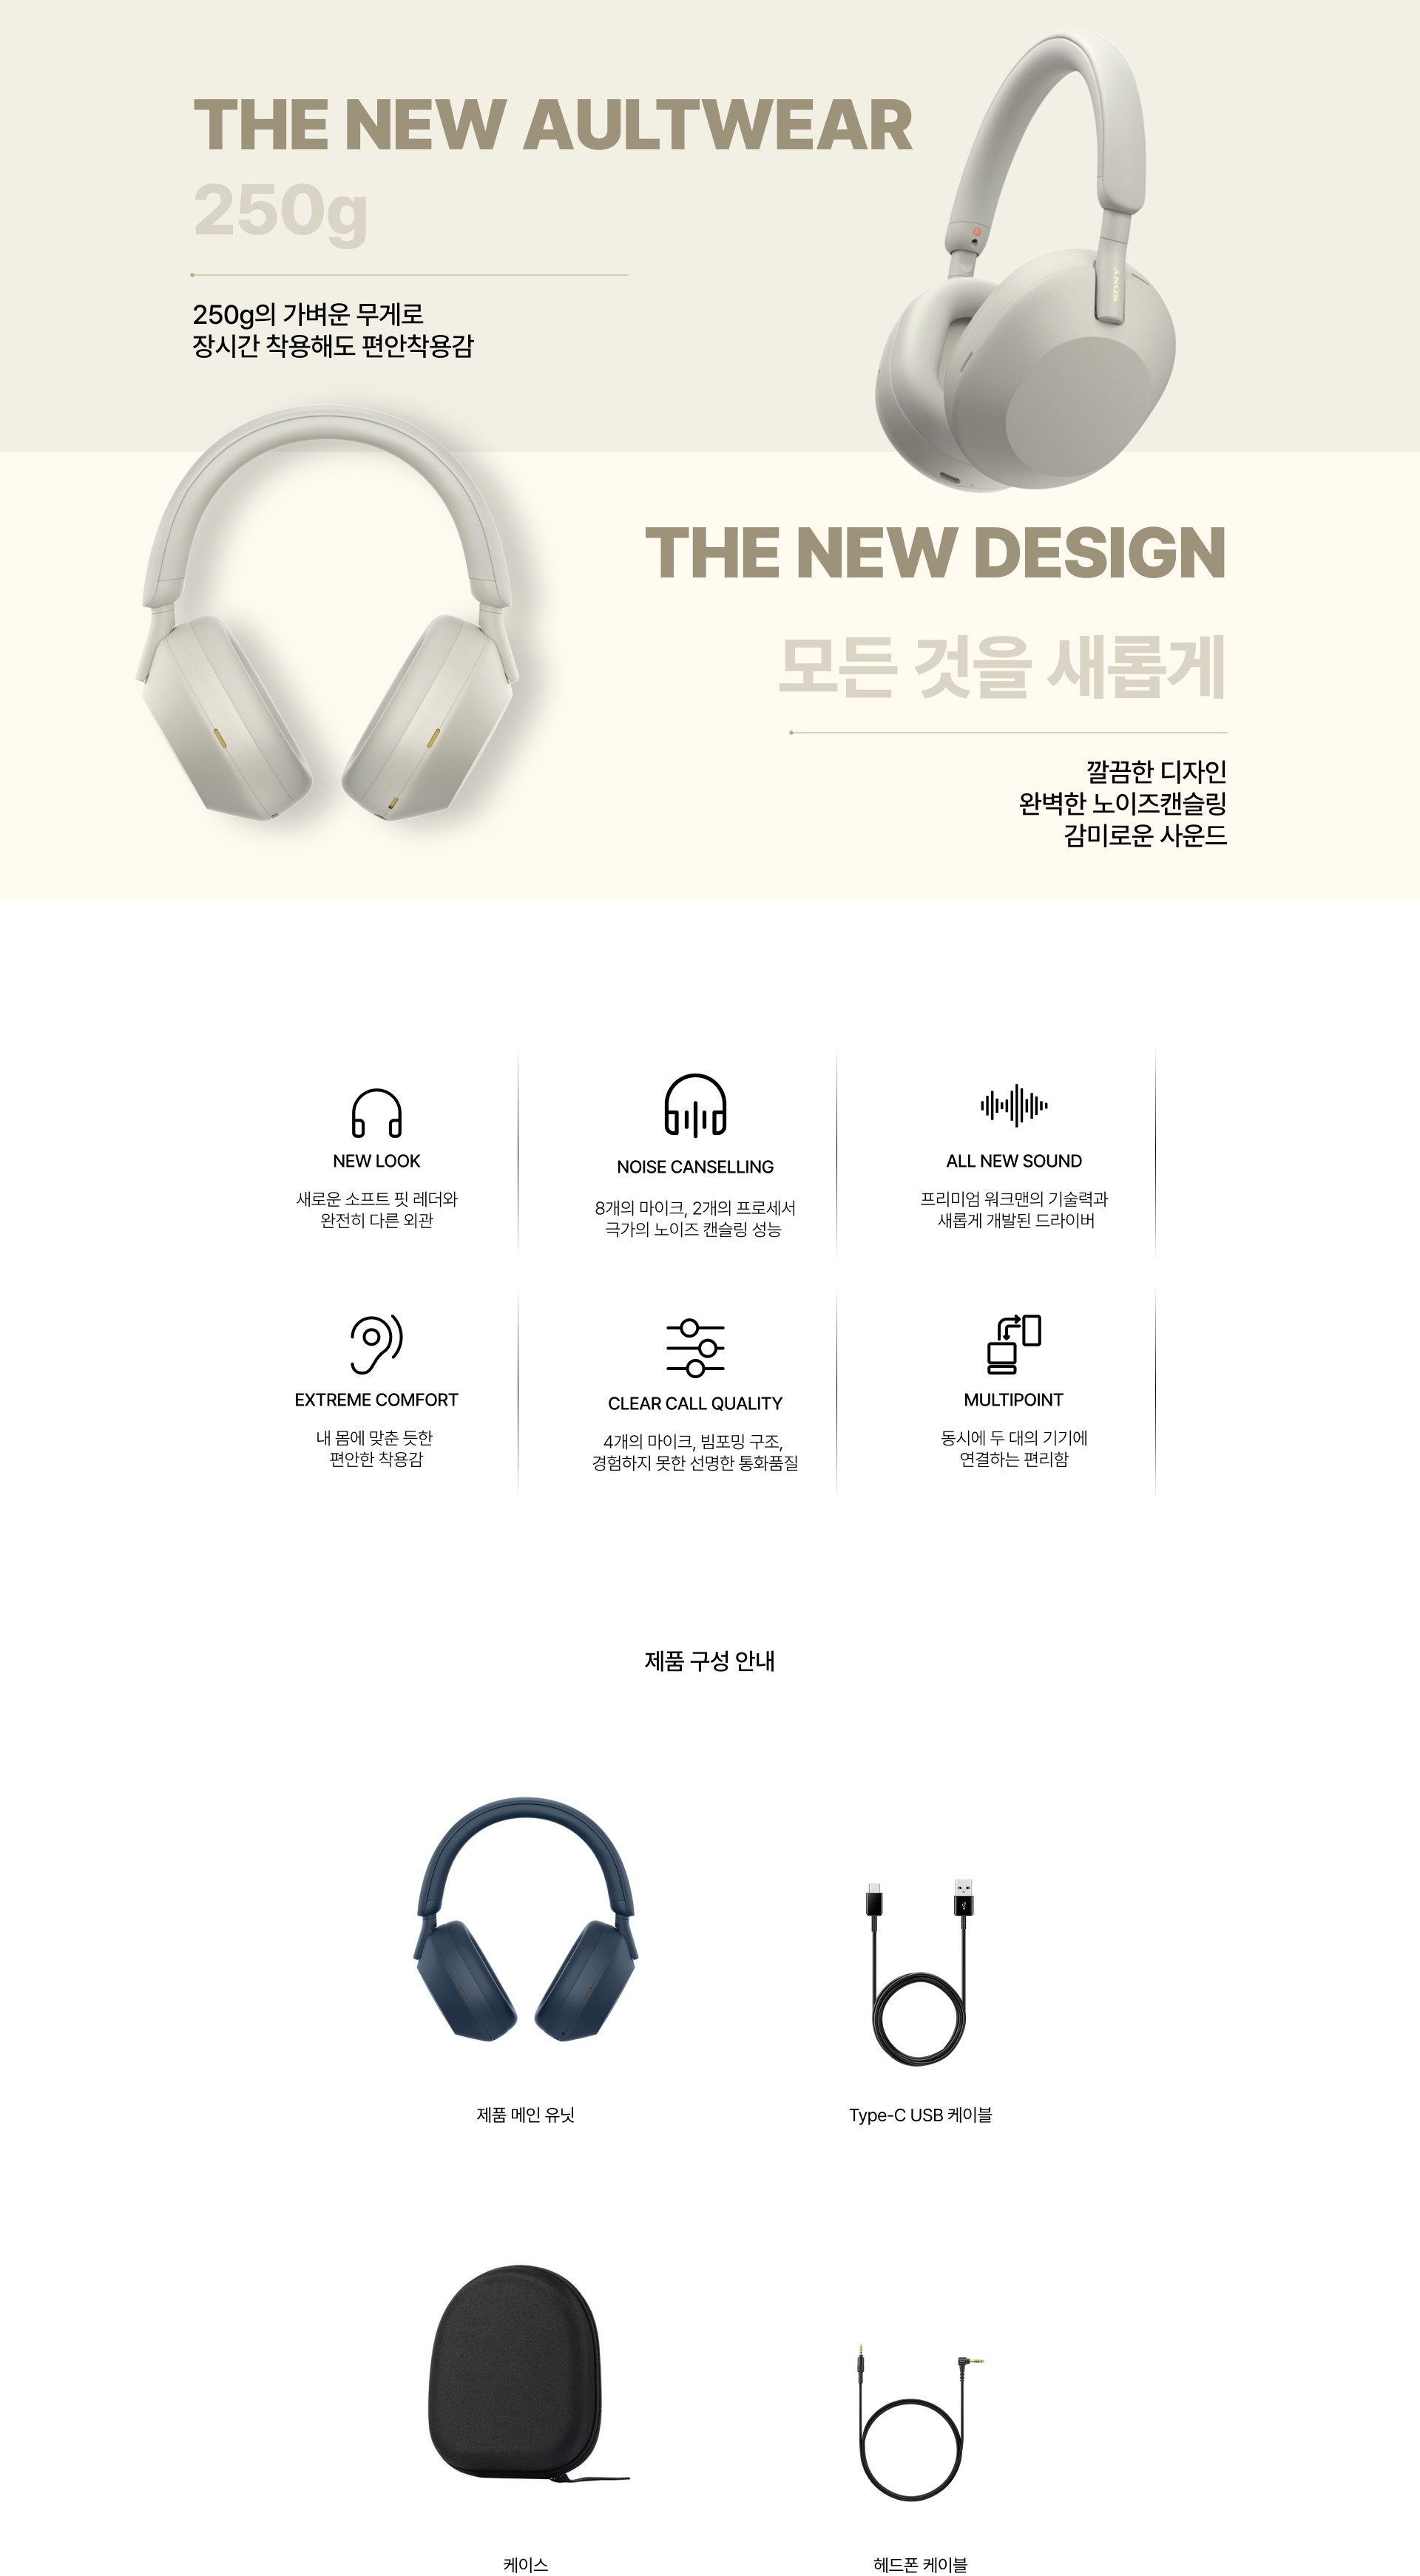 THE NEW AULTWEAR
250g
250g의 가벼운 무게로
장시간 착용해도 편안착용감
SONY
THE NEW DESIGN
모든 것을 새롭게
깔끔한 디자인
완벽한 노이즈캔슬링
감미로운 사운드
NEW LOOK
새로운 소프트 핏 레더와
완전히 다른 외관
NOISE CANSELLING
8개의 마이크, 2개의 프로세서
극가의 노이즈 캔슬링 성능
ALL NEW SOUND
프리미엄 워크맨의 기술력과
새롭게 개발된 드라이버
EXTREME COMFORT
내 몸에 맞춘 듯한
편안한 착용감
CLEAR CALL QUALITY
4개의 마이크, 빔포밍 구조,
경험하지 못한 선명한 통화품질
MULTIPOINT
동시에 두 대의 기기에
연결하는 편리함
제품 구성 안내
제품 메인 유닛
Type-C USB 케이블
케이스
헤드폰 케이블